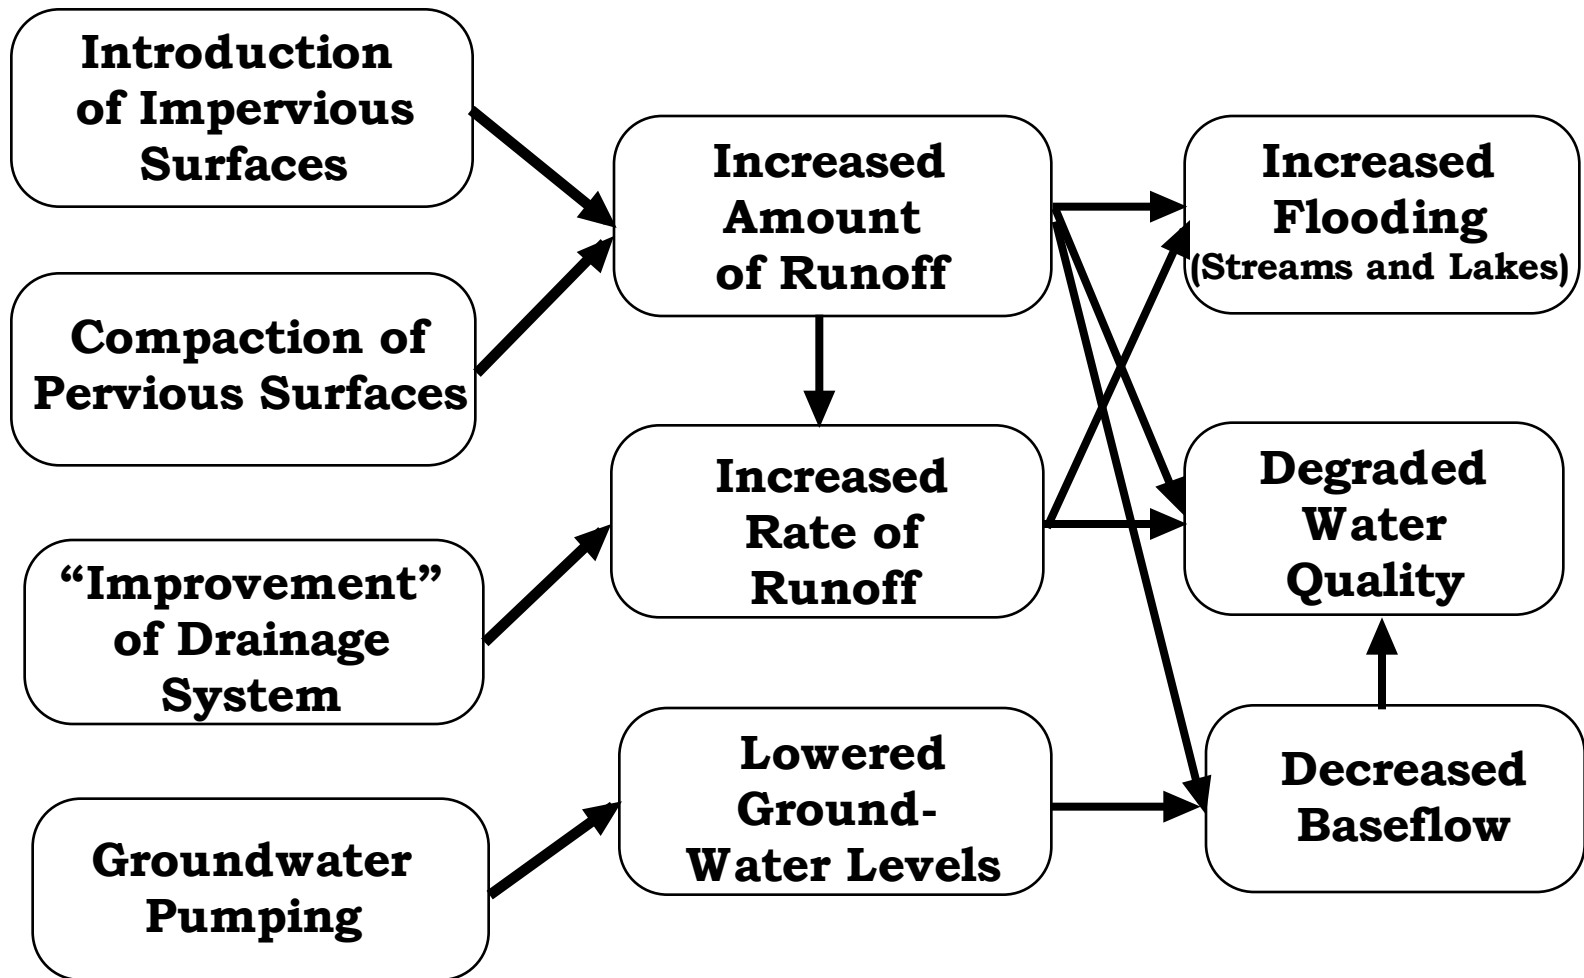 Introduction
of Impervious
Surfaces
Compaction of
Pervious Surfaces
“Improvement”
of Drainage
System
Groundwater
Pumping
Increased
Amount
of Runoff
Increased
Rate of
Runoff
Lowered
Ground-
Water Levels
Increased
Flooding
(Streams and Lakes)
Degraded
Water
Quality
Decreased
Baseflow